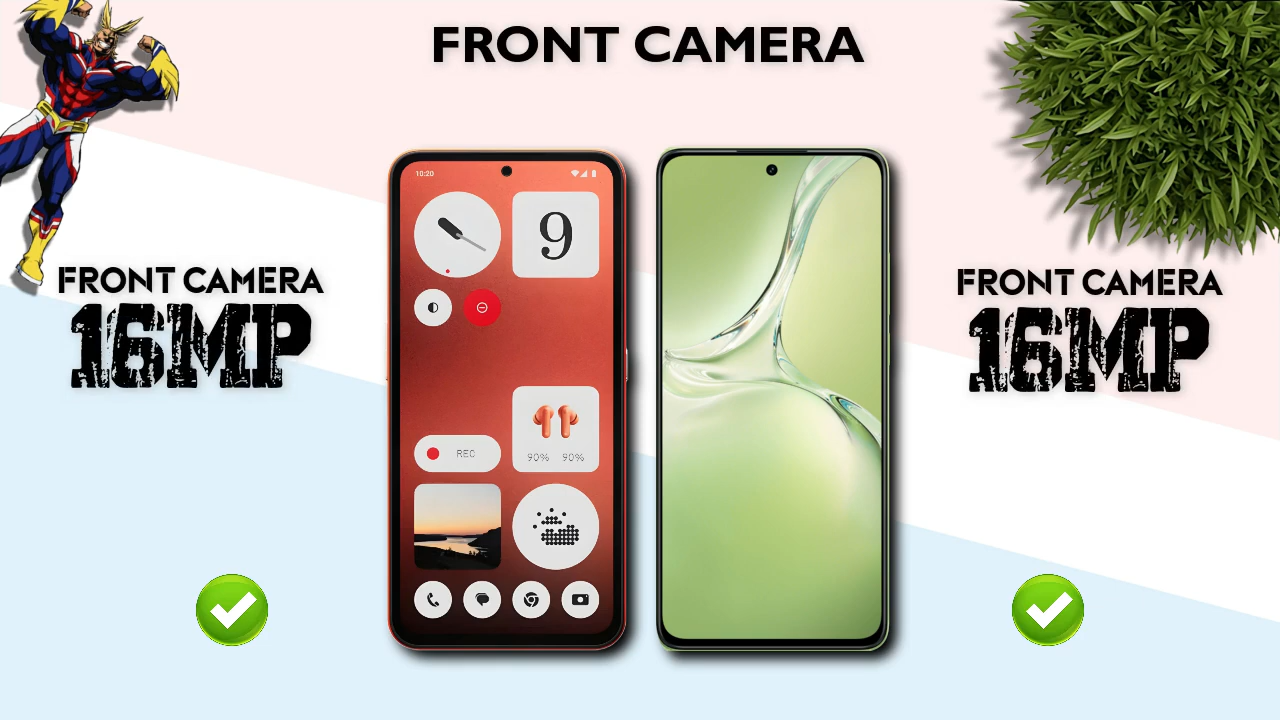 FRONT CAMERA
FRONT CAMERA
16MP
10:20
9
REC
90% 90%
FRONT CAMERA
16MP